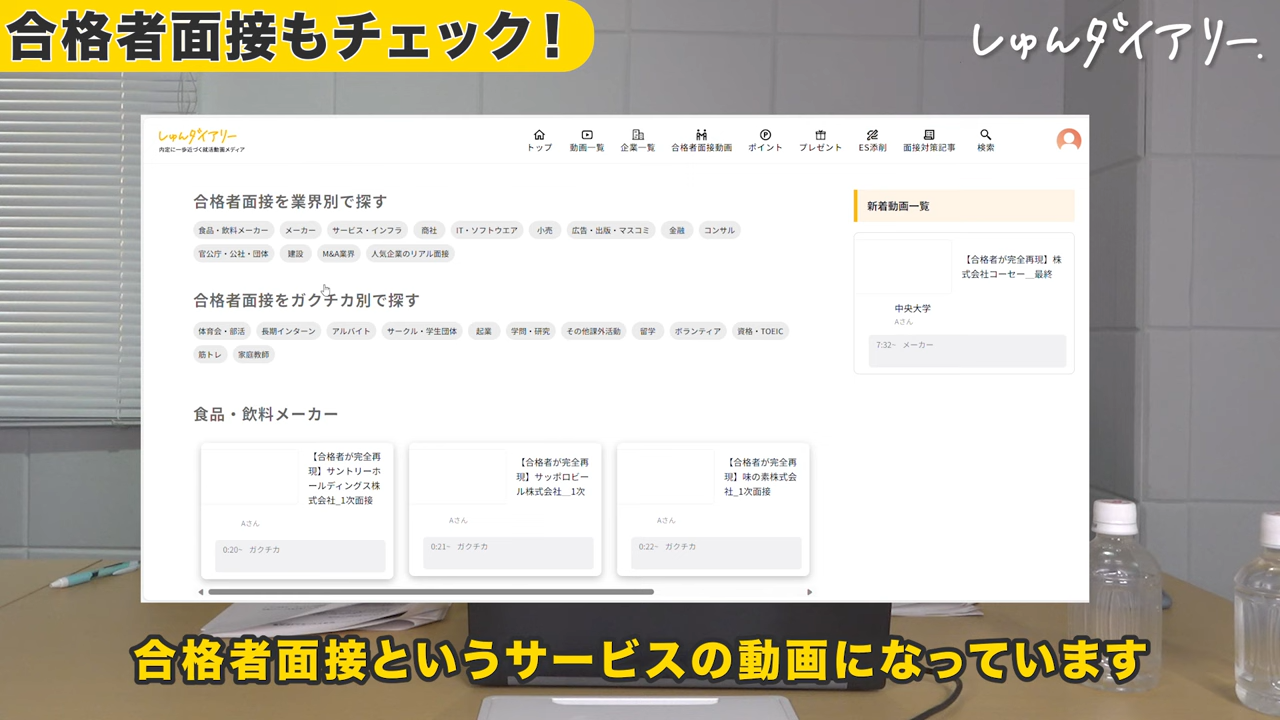 合格者面接もチェック!
しゅんダイアリー.
しゅんダイアリー
内定に一歩近づく就活動画メディア
トップ
動画一覧
企業一覧
合格者面接動画
ポイント
プレゼント
ES添削
面接対策記事
検索
合格者面接を業界別で探す
食品・飲料メーカー
メーカー
サービス・インフラ
商社
IT・ソフトウエア
小売
広告・出版・マスコミ
金融
コンサル
官公庁・公社・団体
建設
M&A業界
人気企業のリアル面接
合格者面接をガクチカ別で探す
体育会・部活
長期インターン
アルバイト
サークル・学生団体
起業
学問・研究
その他課外活動
留学
ボランティア
資格・TOEIC
筋トレ
家庭教師
食品・飲料メーカー
【合格者が完全再
現】サントリーホ
ールディングス株
式会社_1次面接
Aさん
0:20~ ガクチカ
【合格者が完全再
現】サッポロビー
ル株式会社__1次
Aさん
0:21~ ガクチカ
【合格者が完全再
現】味の素株式会
社_1次面接
Aさん
0:22~ ガクチカ
新着動画一覧
【合格者が完全再現】株
式会社コーセー__最終
中央大学
Aさん
7:32~ メーカー
合格者面接というサービスの動画になっています